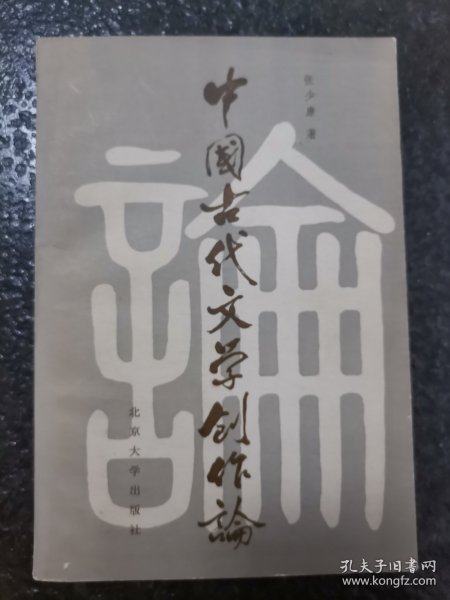 张少康 著
中國古代文学创作論
論
北京大学出版社
孔夫子旧书网
www.kongfz.com